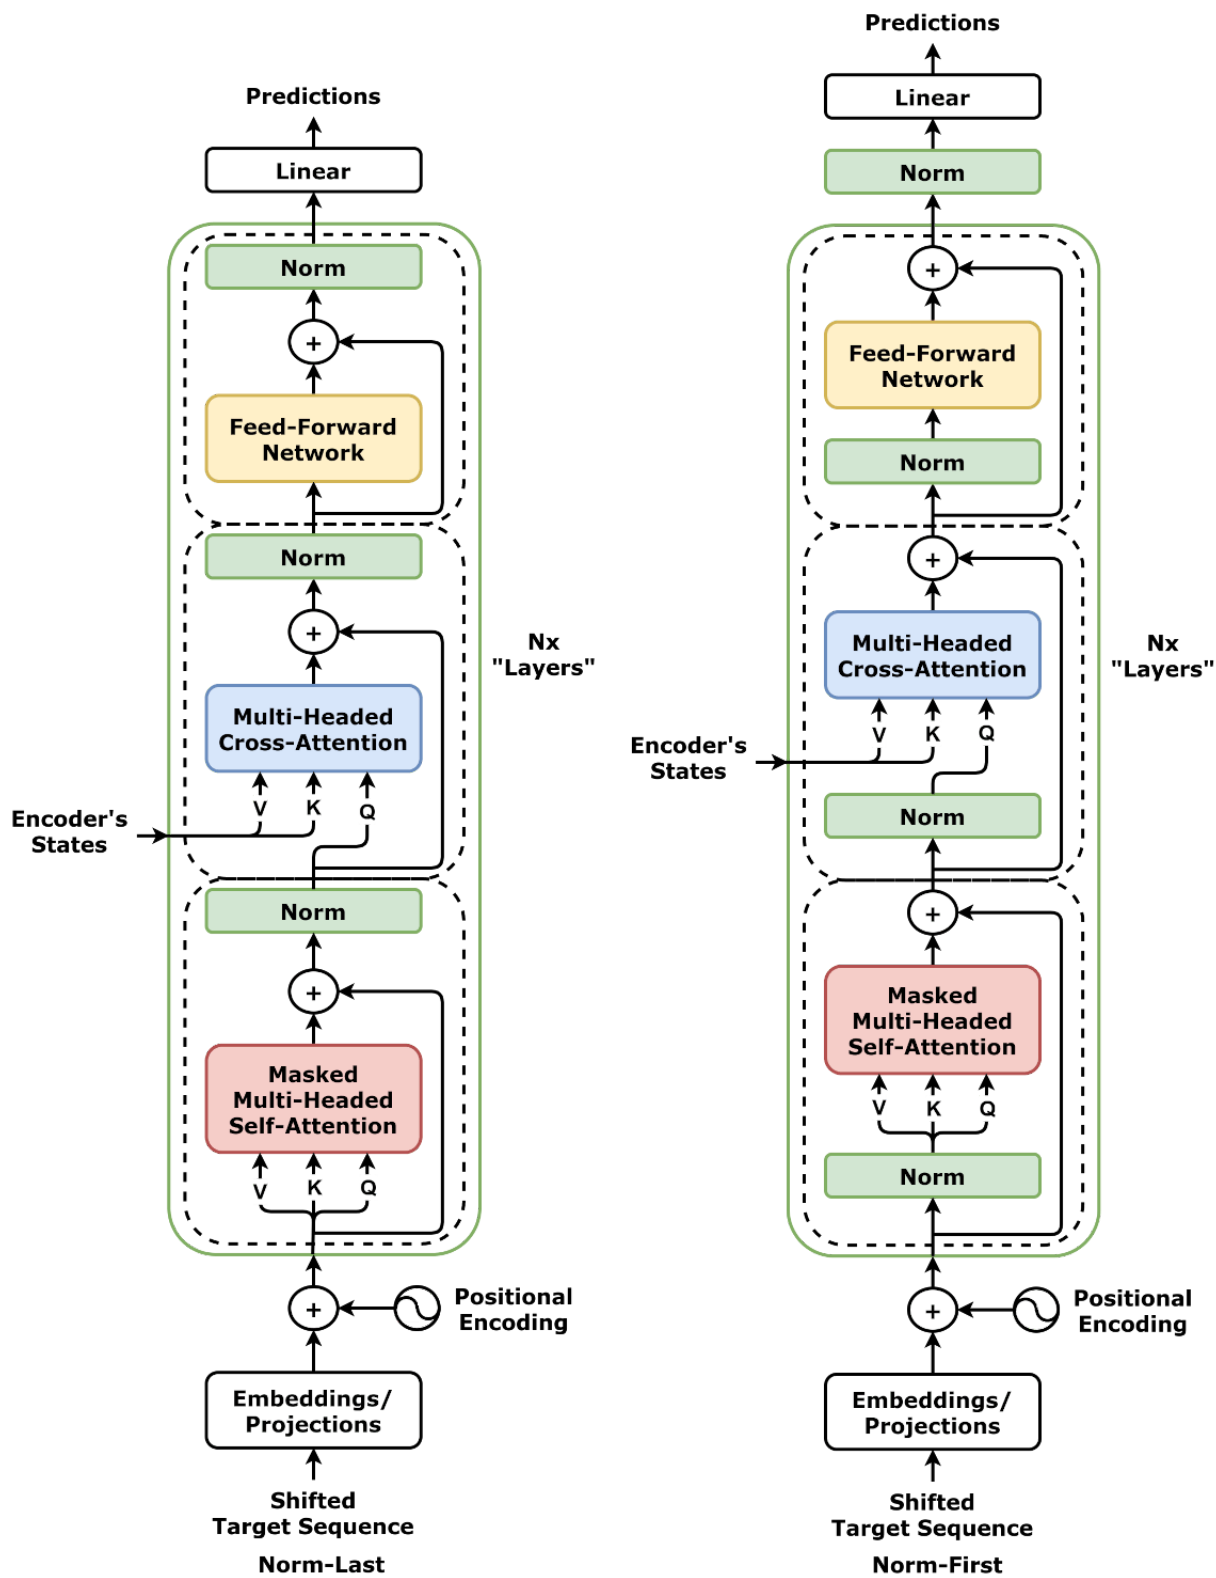 Predictions
Linear
Norm
+
Feed-Forward
Network
Norm
+
Multi-Headed
Cross-Attention
V
K
Q
Encoder's
States
Norm
+
Masked
Multi-Headed
Self-Attention
V
K
Q
Nx
"Layers"
+
Positional
Encoding
Embeddings/
Projections
Shifted
Target Sequence
Norm-Last
Predictions
Linear
Norm
+
Feed-Forward
Network
Norm
+
Multi-Headed
Cross-Attention
V
K
Q
Encoder's
States
Norm
+
Masked
Multi-Headed
Self-Attention
V
K
Q
Norm
Nx
"Layers"
+
Positional
Encoding
Embeddings/
Projections
Shifted
Target Sequence
Norm-First